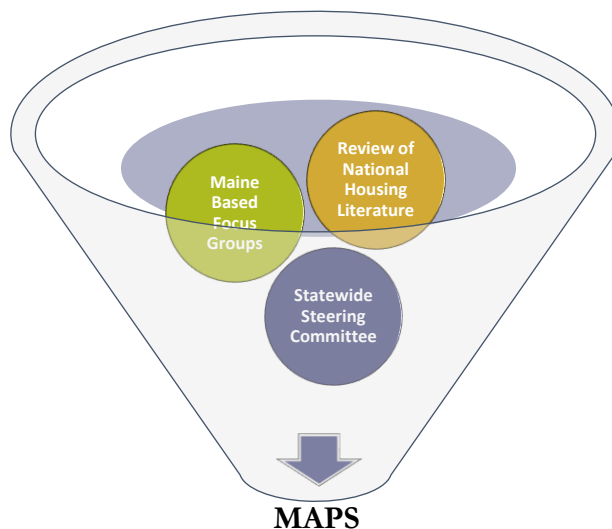 Maine
Based
Focus
Groups
Review of
National
Housing
Literature
Statewide
Steering
Committee
MAPS